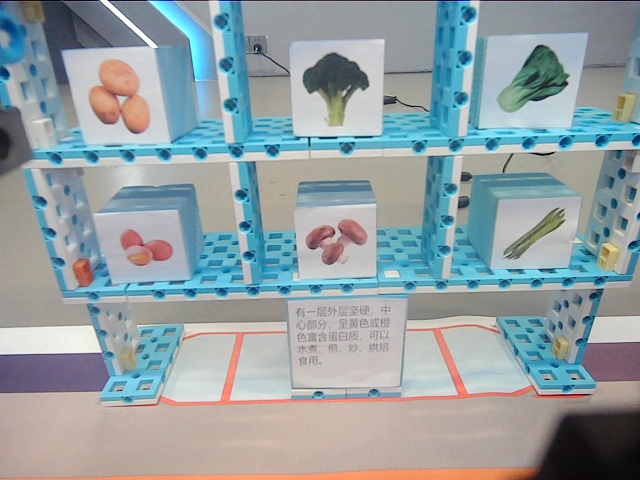 有一层外层坚硬，中
心部分，呈黄色或橙
色富含蛋白质，可以
水煮、煎、炒、烘焙
食用。